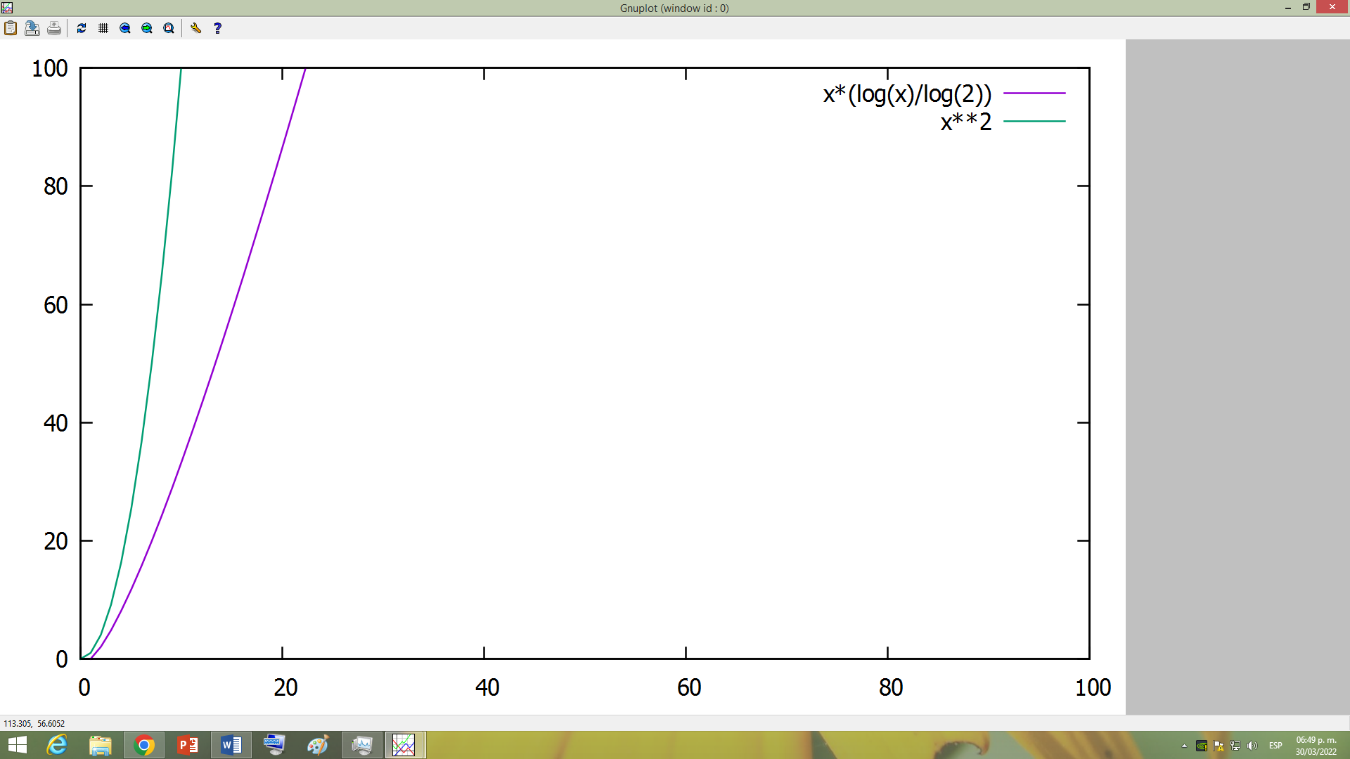 Gnuplot (window id : 0)
100
x*(log(x)/log(2))
x**2
80
60
40
20
0
0 20 40 60 80 100
113.305, 56.6052
06:49 p. m.
ESP
30/03/2022